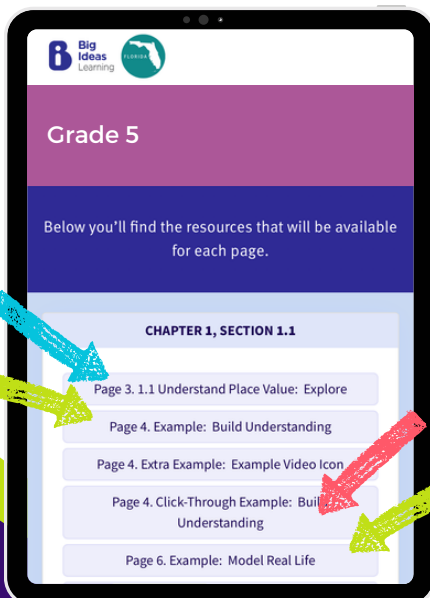 Big
Ideas
Learning
FLORIDA
Grade 5
Below you'll find the resources that will be available
for each page.
CHAPTER 1, SECTION 1.1
Page 3. 1.1 Understand Place Value: Explore
Page 4. Example: Build Understanding
Page 4. Extra Example: Example Video Icon
Page 4. Click-Through Example: Build
Understanding
Page 6. Example: Model Real Life